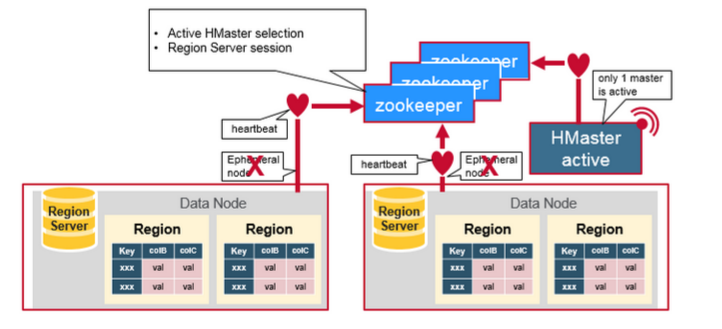 • Active HMaster selection
• Region Server session
zookeeper
zookeeper
zookeeper
only 1 master
is active
HMaster
active
heartbeat
Ephemeral
node
heartbeat
Ephemeral
node
Region
Server
Data Node
Region
Key colB colC
xxx val val
xxx val val
Region
Key colB colC
xxx val val
xxx val val
Region
Server
Data Node
Region
Key colB colC
xxx val val
xxx val val
Region
Key colB colC
xxx val val
xxx val val